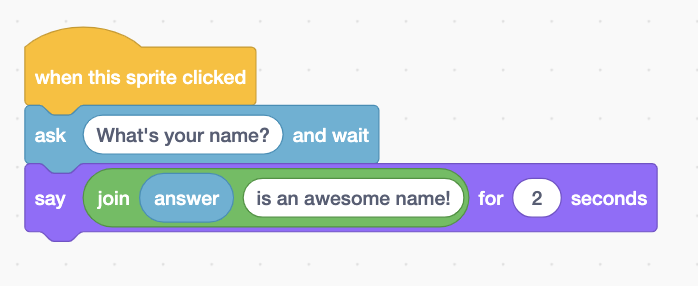 when this sprite clicked
ask What's your name? and wait
say join answer is an awesome name! for 2 seconds